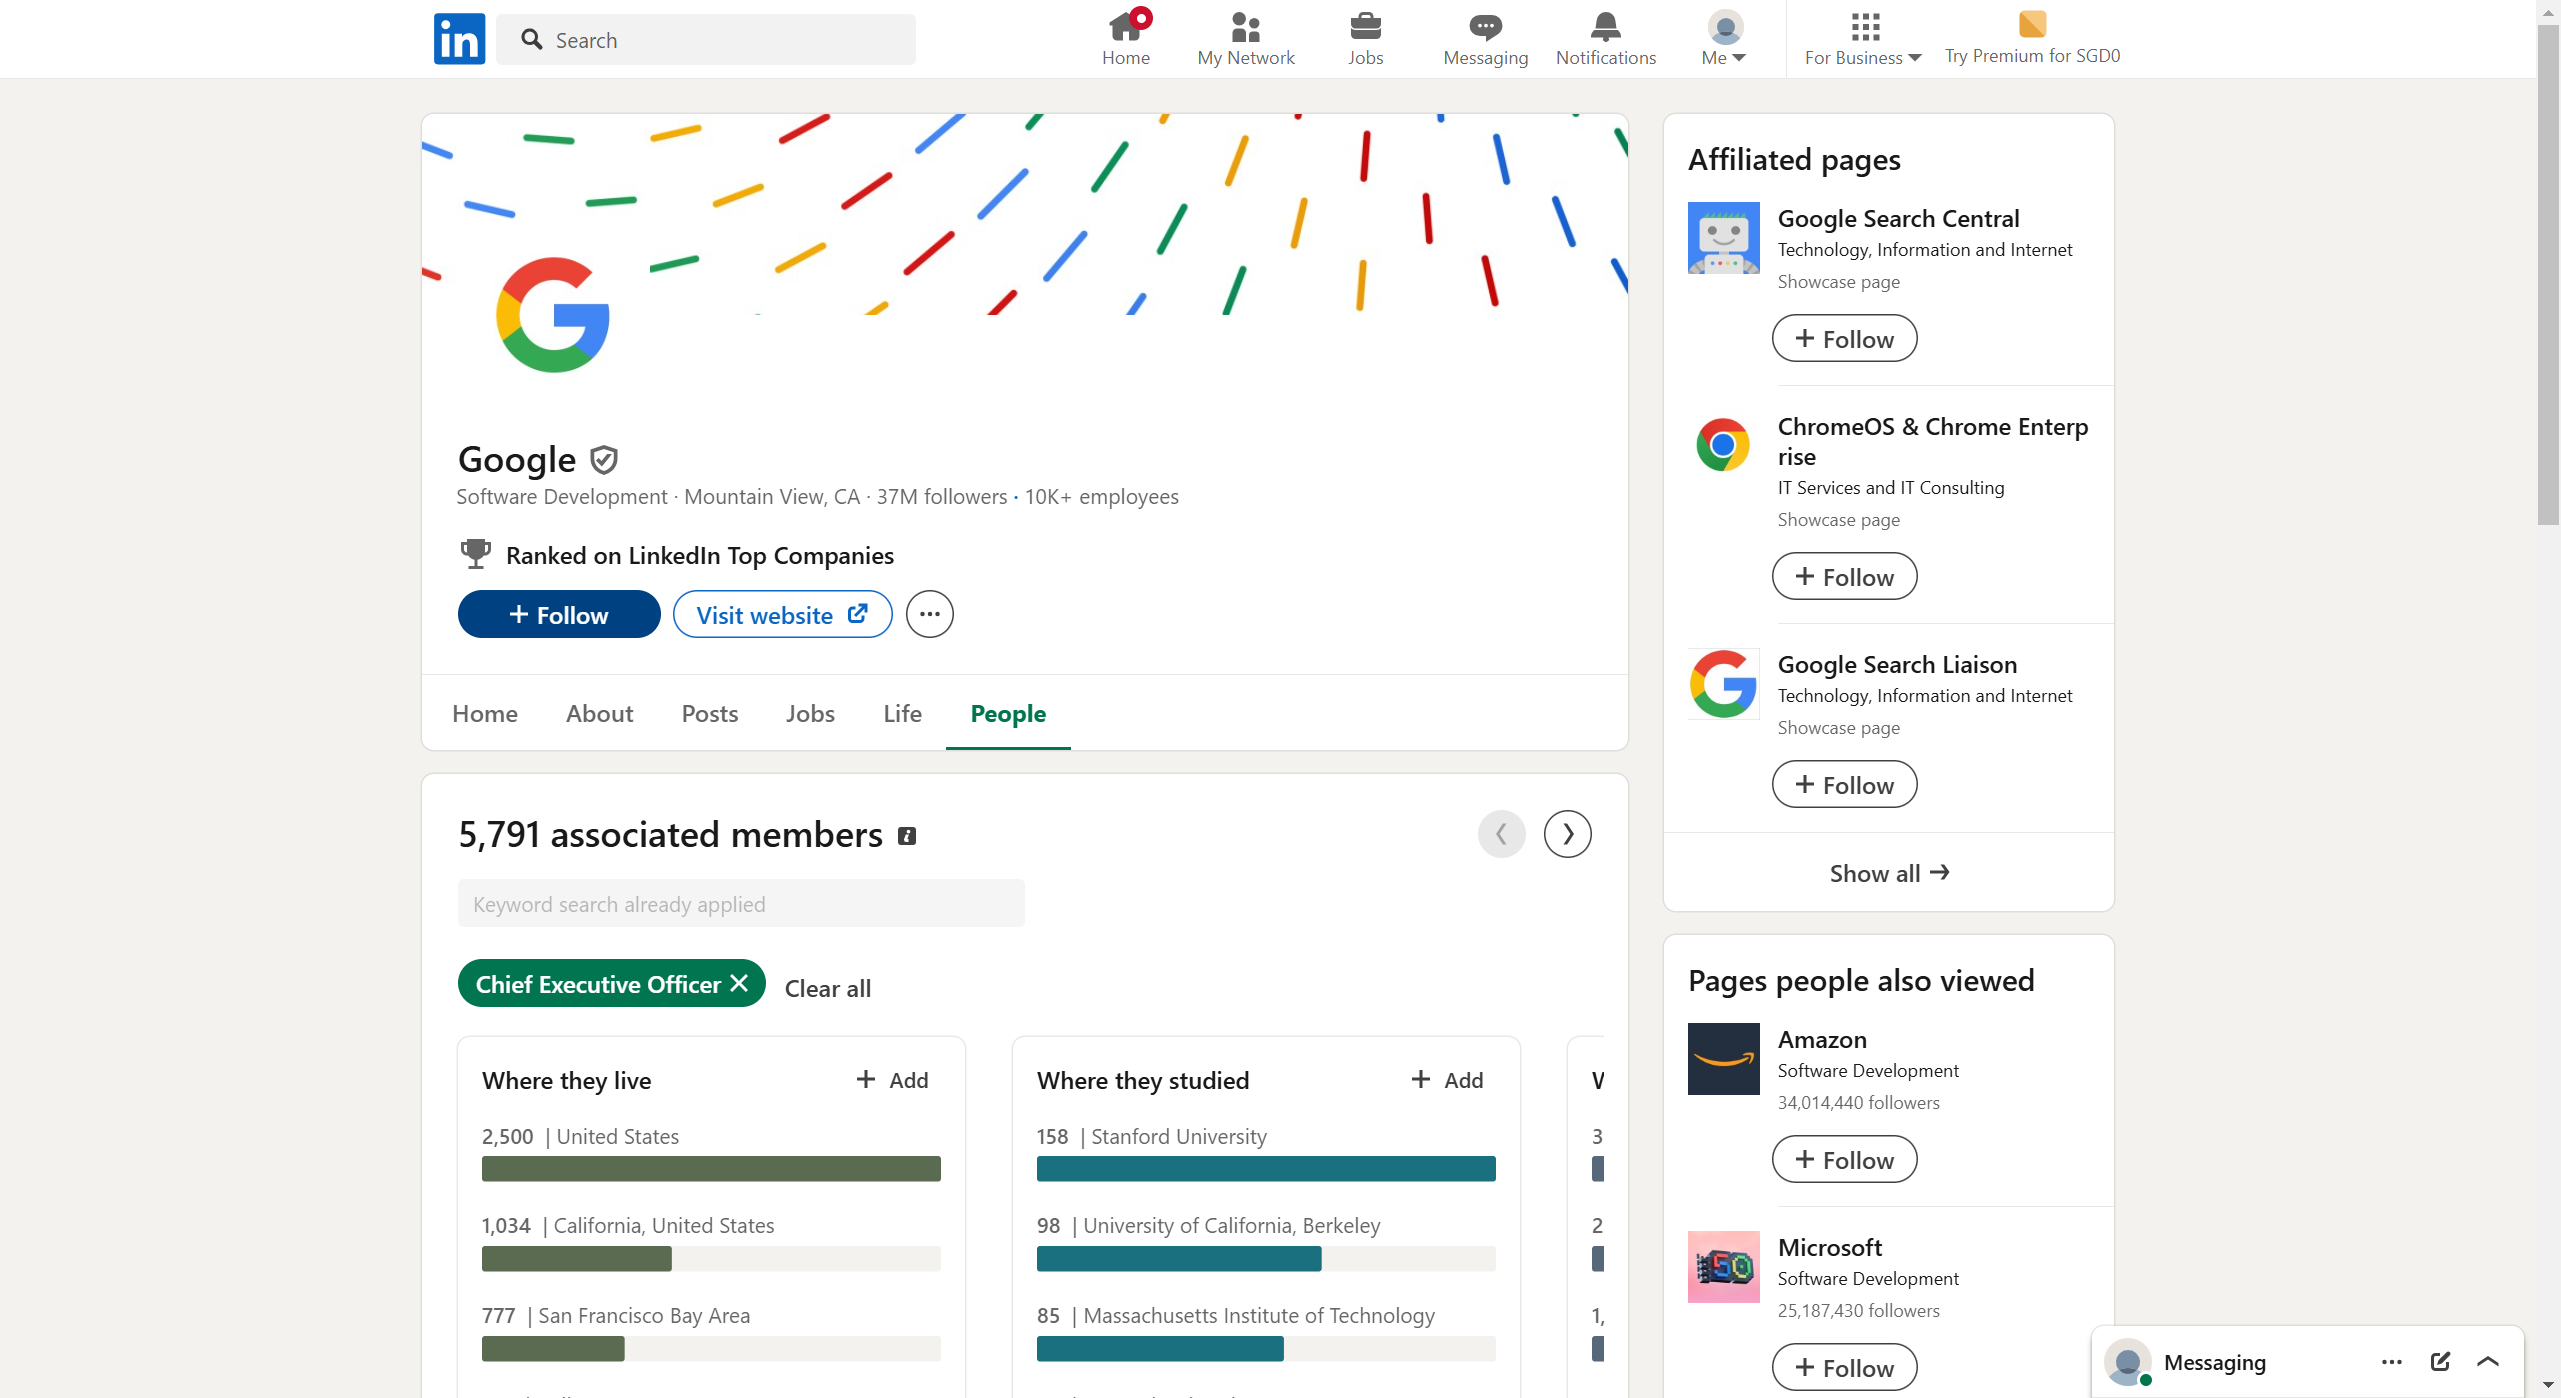 in
Search
Home
My Network
Jobs
Messaging
Notifications
Me
For Business
Try Premium for SGD0
Google
Software Development · Mountain View, CA · 37M followers · 10K+ employees
Ranked on LinkedIn Top Companies
Follow
Visit website
Home
About
Posts
Jobs
Life
People
5,791 associated members
Keyword search already applied
Chief Executive Officer
Clear all
Where they live
+ Add
2,500 | United States
1,034 | California, United States
777 | San Francisco Bay Area
Where they studied
+ Add
158 | Stanford University
98 | University of California, Berkeley
85 | Massachusetts Institute of Technology
Affiliated pages
Google Search Central
Technology, Information and Internet
Showcase page
+ Follow
ChromeOS & Chrome Enterp
rise
IT Services and IT Consulting
Showcase page
+ Follow
Google Search Liaison
Technology, Information and Internet
Showcase page
+ Follow
Show all →
Pages people also viewed
Amazon
Software Development
34,014,440 followers
+ Follow
Microsoft
Software Development
25,187,430 followers
+ Follow
Messaging